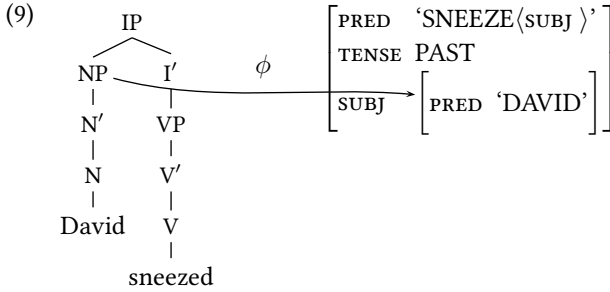 (9)
IP
NP I′ ϕ
N′ VP
N V′
David V
sneezed
PRED ‘SNEEZE⟨SUBJ⟩’
TENSE PAST
SUBJ [PRED ‘DAVID’]